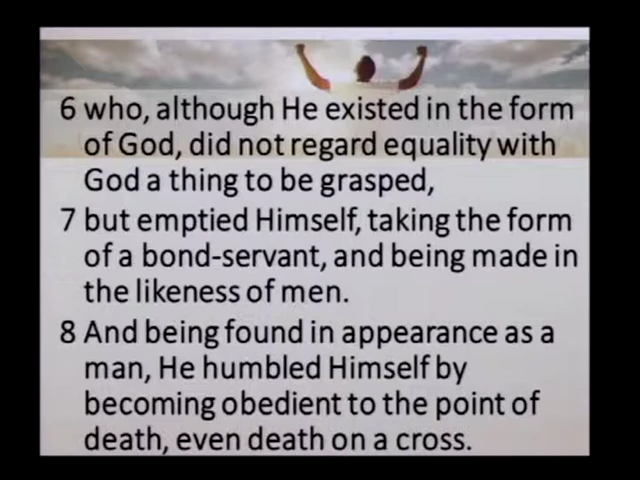 6 who, although He existed in the form
of God, did not regard equality with
God a thing to be grasped,
7 but emptied Himself, taking the form
of a bond-servant, and being made in
the likeness of men.
8 And being found in appearance as a
man, He humbled Himself by
becoming obedient to the point of
death, even death on a cross.